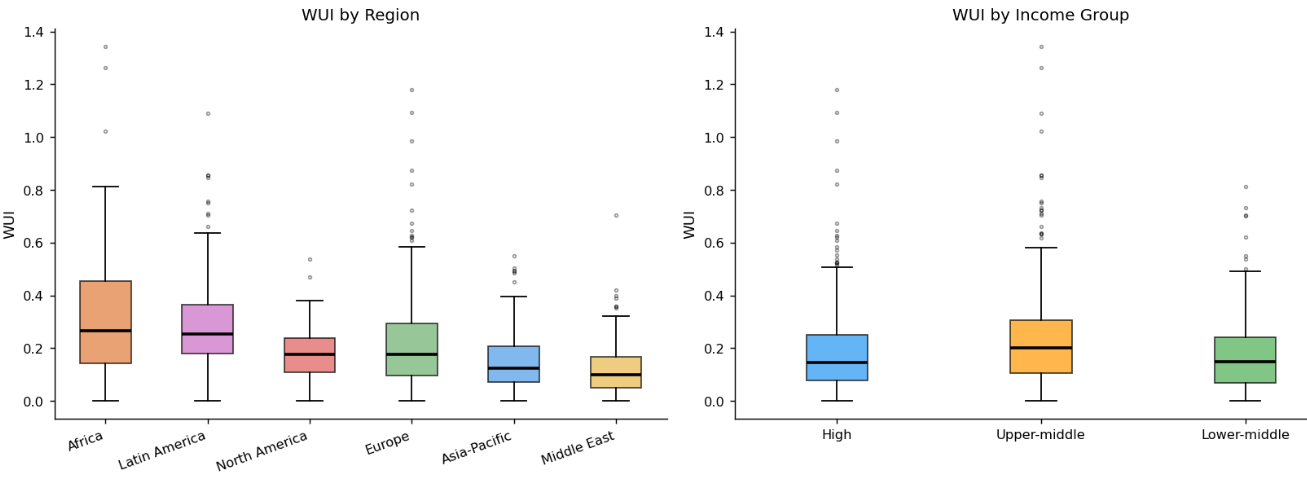 WUI by Region
WUI
1.4
1.2
1.0
0.8
0.6
0.4
0.2
0.0
Africa
Latin America
North America
Europe
Asia-Pacific
Middle East
WUI by Income Group
WUI
1.4
1.2
1.0
0.8
0.6
0.4
0.2
0.0
High
Upper-middle
Lower-middle